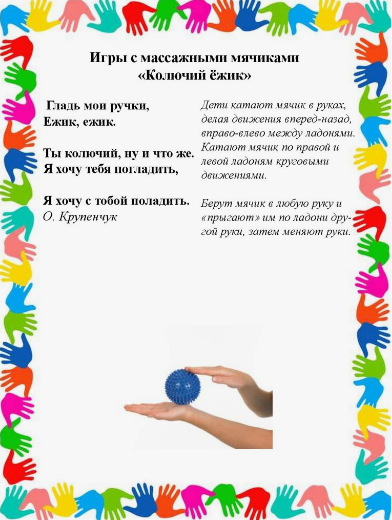 Игры с массажными мячиками
«Колючий ёжик»
Гладь мои ручки,
Ежик, ежик.
Ты колючий, ну и что же.
Я хочу тебя погладить,
Я хочу с тобой поладить.
О. Крупенчук
Дети катают мячик в руках,
делая движения вперед-назад,
вправо-влево между ладонями.
Катают мячик по правой и
левой ладоням круговыми
движениями.
Берут мячик в любую руку и
«прыгают» им по ладони дру-
гой руки, затем меняют руки.